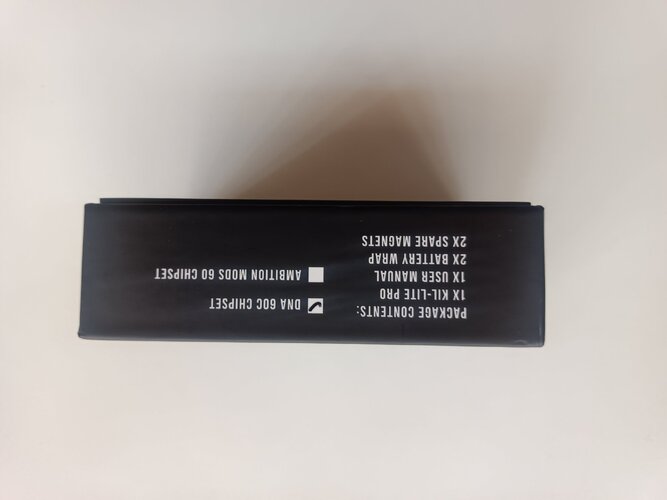 PACKAGE CONTENTS:
1X KIL-LITE PRO
1X USER MANUAL
2X BATTERY WRAP
2X SPARE MAGNETS
DNA 60C CHIPSET
AMBITION MODS 60 CHIPSET